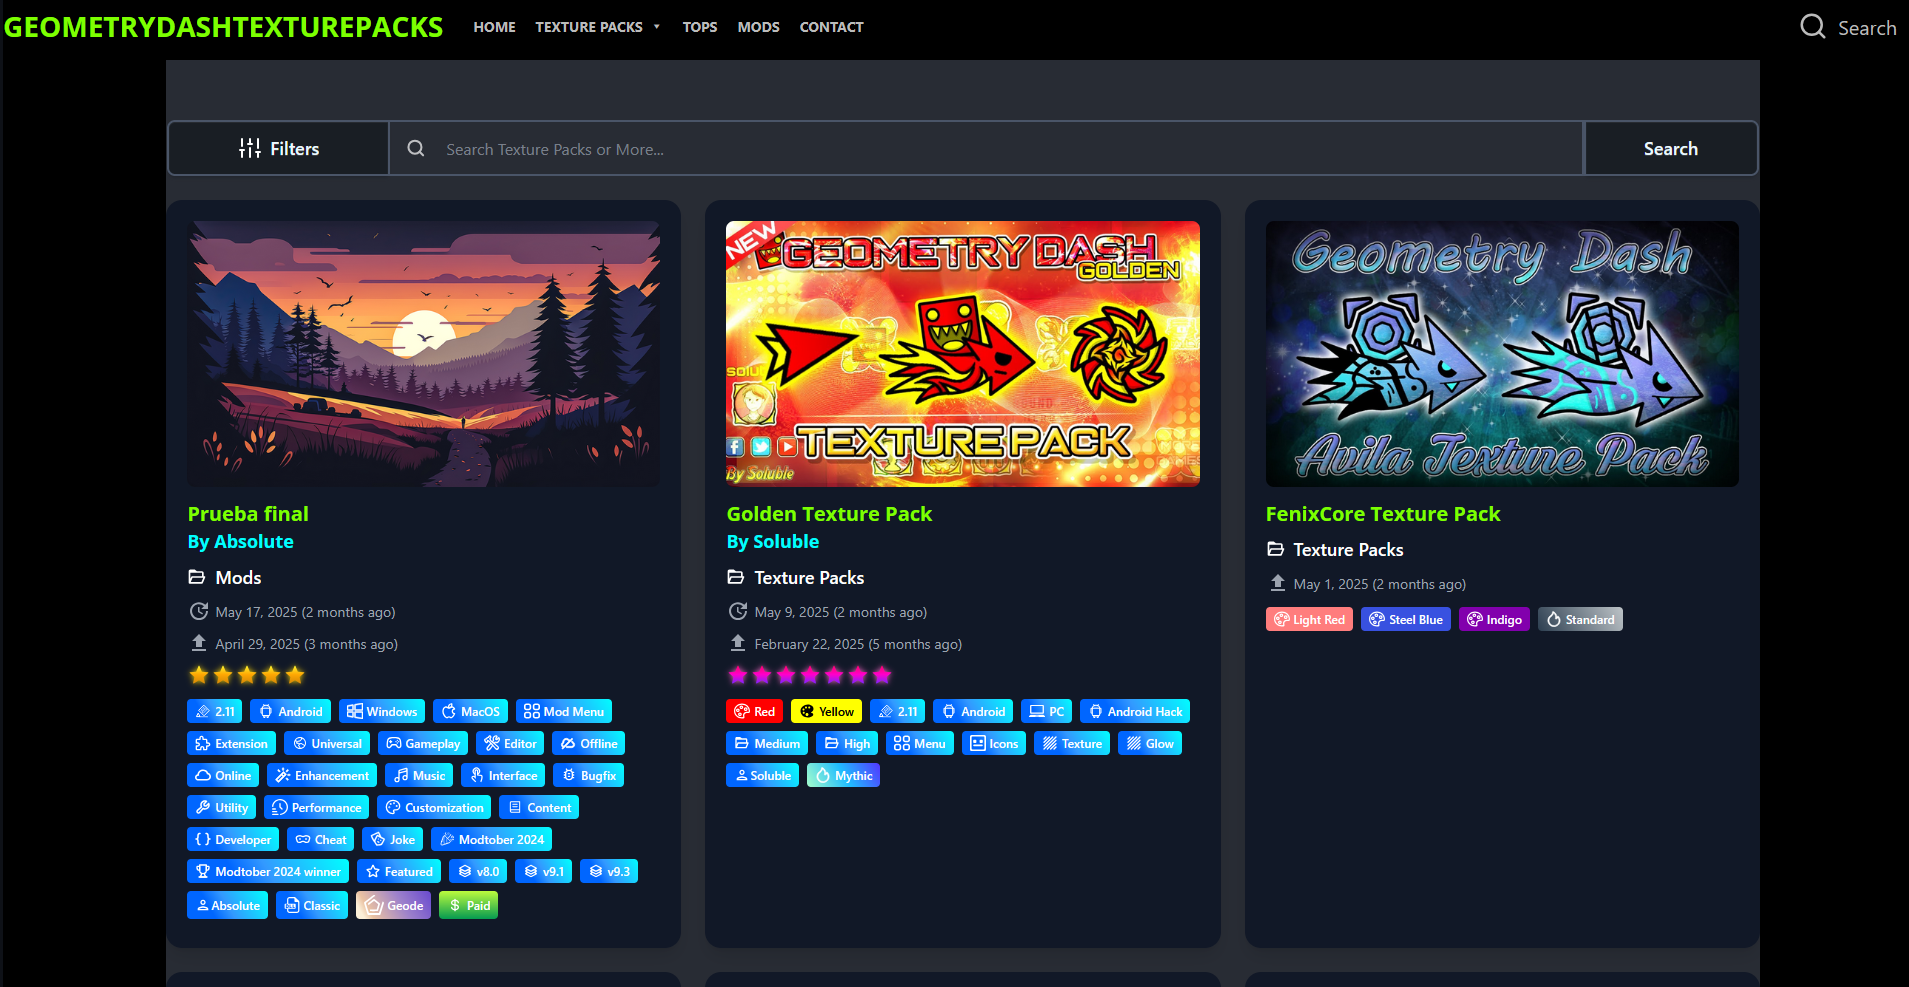 GEOMETRYDASHTEXTUREPACKS HOME TEXTURE PACKS TOPS MODS CONTACT Search
Filters Search Texture Packs or More... Search
Prueba final
By Absolute
Mods
May 17, 2025 (2 months ago)
April 29, 2025 (3 months ago)
2.11 Android Windows MacOS Mod Menu
Extension Universal Gameplay Editor Offline
Online Enhancement Music Interface Bugfix
Utility Performance Customization Content
Developer Cheat Joke Modtober 2024
Modtober 2024 winner Featured v8.0 v9.1 v9.3
Absolute Classic Geode Paid
NEW
GEOMETRY DASH
GOLDEN
TEXTURE PACK
By Soluble
Golden Texture Pack
By Soluble
Texture Packs
May 9, 2025 (2 months ago)
February 22, 2025 (5 months ago)
Red Yellow 2.11 Android PC Android Hack
Medium High Menu Icons Texture Glow
Soluble Mythic
Geometry Dash
Avila Texture Pack
FenixCore Texture Pack
Texture Packs
May 1, 2025 (2 months ago)
Light Red Steel Blue Indigo Standard